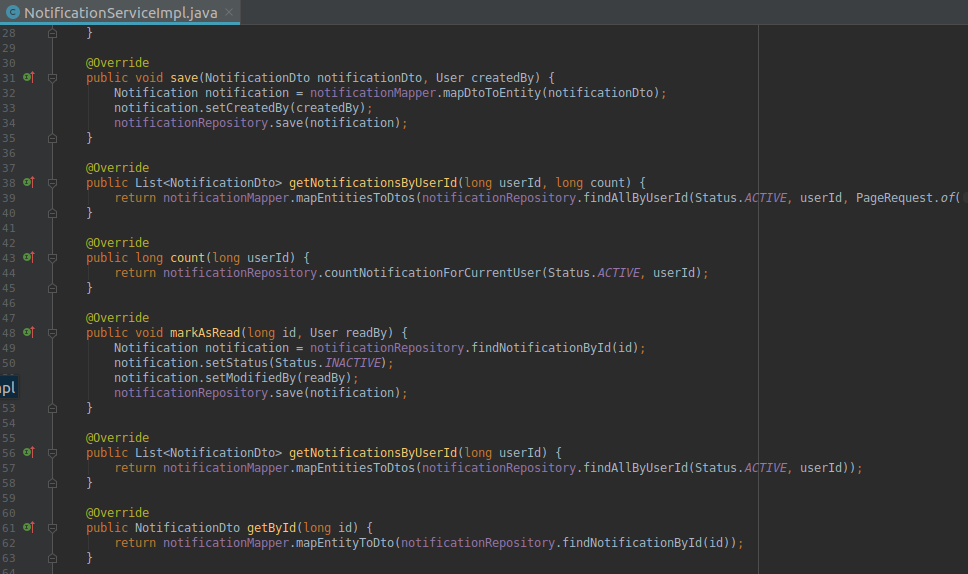 NotificationServiceImpl.java
28 }
29
30 @Override
31 public void save(NotificationDto notificationDto, User createdBy) {
32 Notification notification = notificationMapper.mapDtoToEntity(notificationDto);
33 notification.setCreatedBy(createdBy);
34 notificationRepository.save(notification);
35 }
36
37 @Override
38 public List<NotificationDto> getNotificationsByUserId(long userId, long count) {
39 return notificationMapper.mapEntitiesToDtos(notificationRepository.findAllByUserId(Status.ACTIVE, userId, PageRequest.of(
40 }
41
42 @Override
43 public long count(long userId) {
44 return notificationRepository.countNotificationForCurrentUser(Status.ACTIVE, userId);
45 }
46
47 @Override
48 public void markAsRead(long id, User readBy) {
49 Notification notification = notificationRepository.findNotificationById(id);
50 notification.setStatus(Status.INACTIVE);
notification.setModifiedBy(readBy);
mpl notificationRepository.save(notification);
53 }
54
55 @Override
56 public List<NotificationDto> getNotificationsByUserId(long userId) {
57 return notificationMapper.mapEntitiesToDtos(notificationRepository.findAllByUserId(Status.ACTIVE, userId));
58 }
59
60 @Override
61 public NotificationDto getById(long id) {
62 return notificationMapper.mapEntityToDto(notificationRepository.findNotificationById(id));
63 }
64